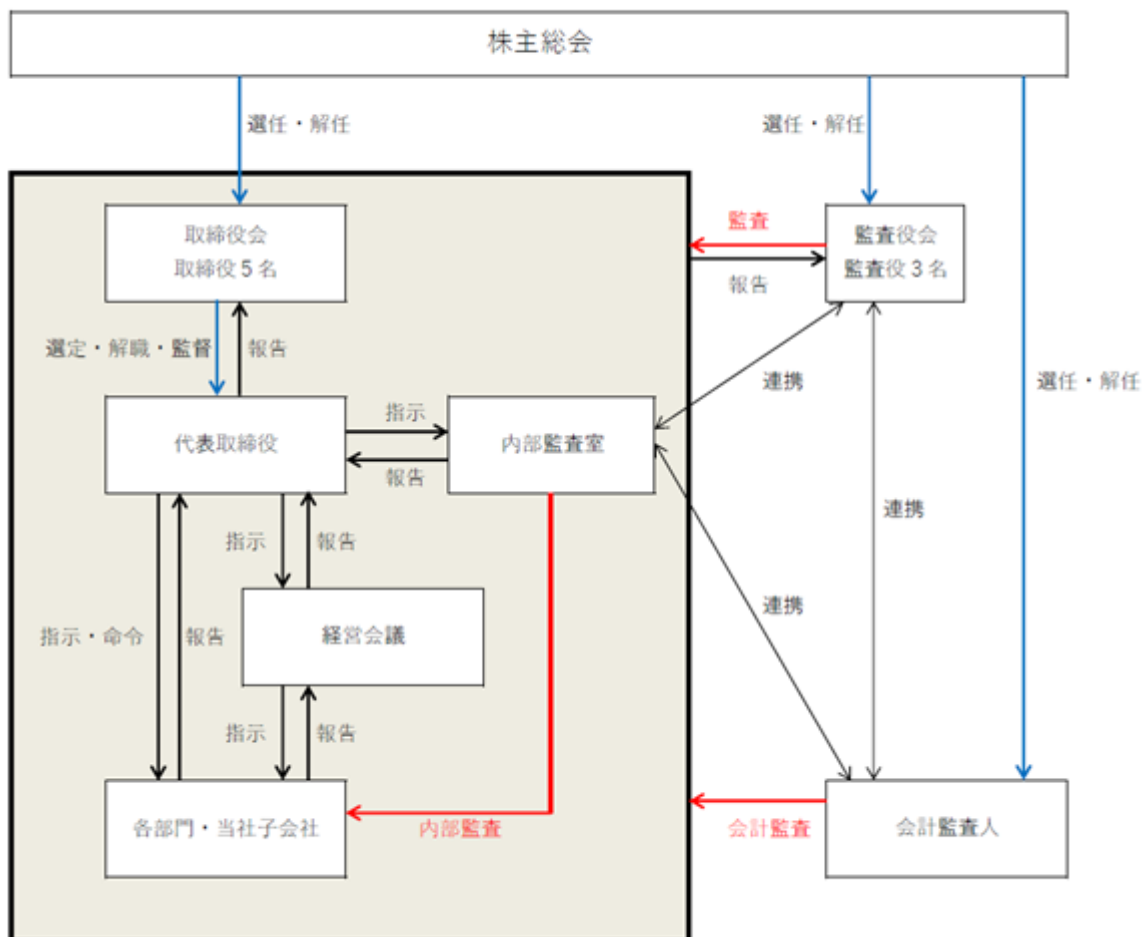 株主総会
選任・解任
選任・解任
取締役会
取締役5名
監査
報告
監査役会
監査役3名
選定・解職・監督
報告
連携
選任・解任
代表取締役
指示
報告
内部監査室
連携
指示
報告
連携
指示・命令
報告
経営会議
指示
報告
各部門・当社子会社
内部監査
会計監査
会計監査人